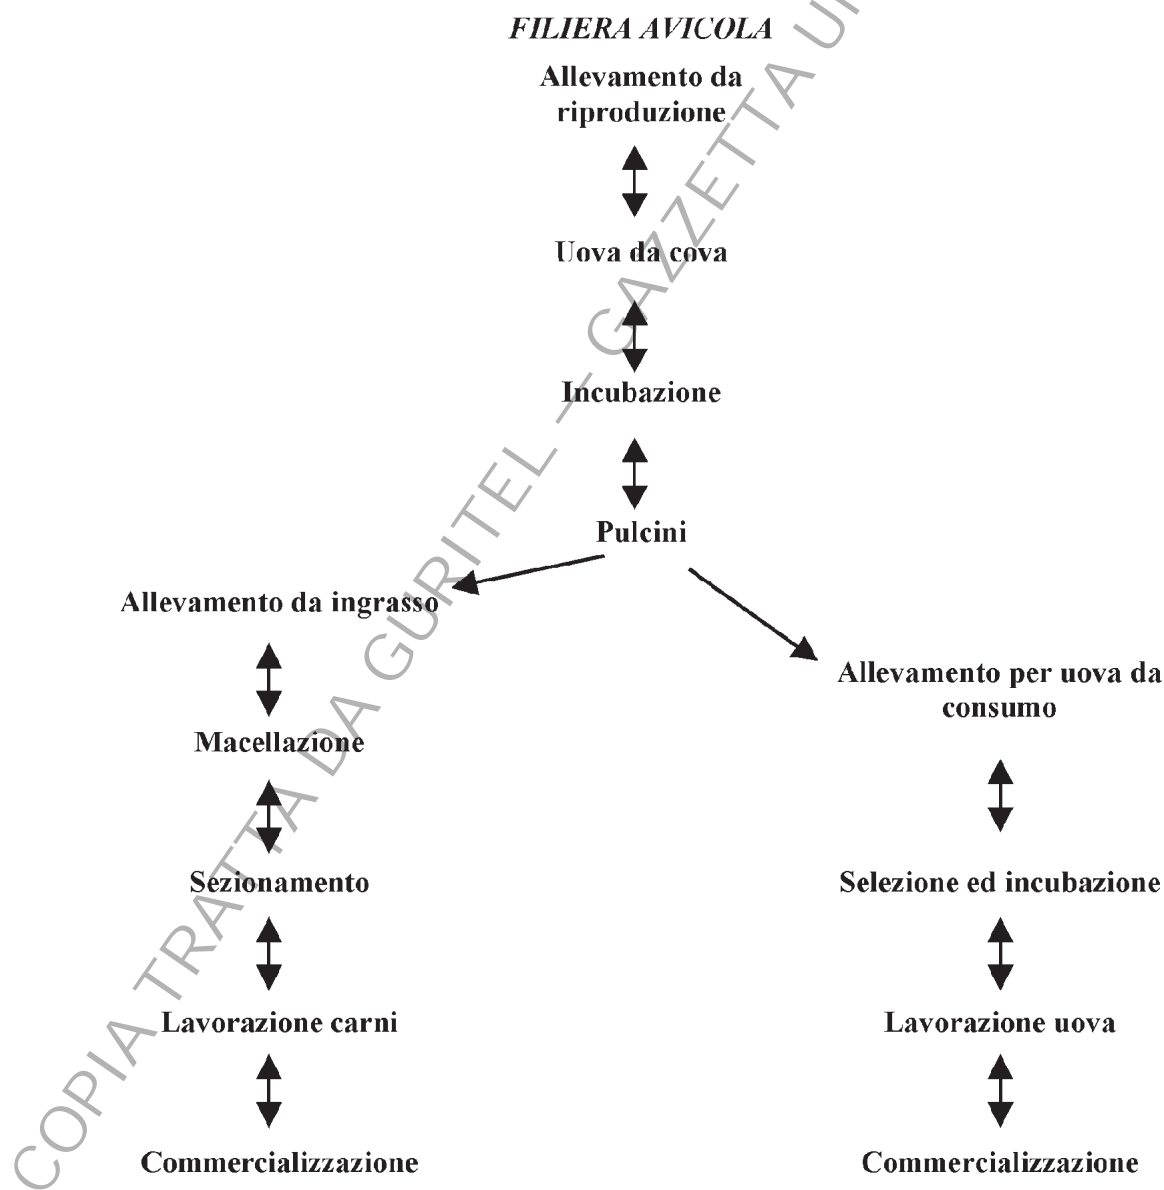 FILIERA AVICOLA
Allevamento da
riproduzione
Uova da cova
Incubazione
Pulcini
Allevamento da ingrasso
Macellazione
Sezionamento
Lavorazione carni
Commercializzazione
Allevamento per uova da
consumo
Selezione ed incubazione
Lavorazione uova
Commercializzazione
COPIA TRATTA DA GURITEL — GAZZETTA